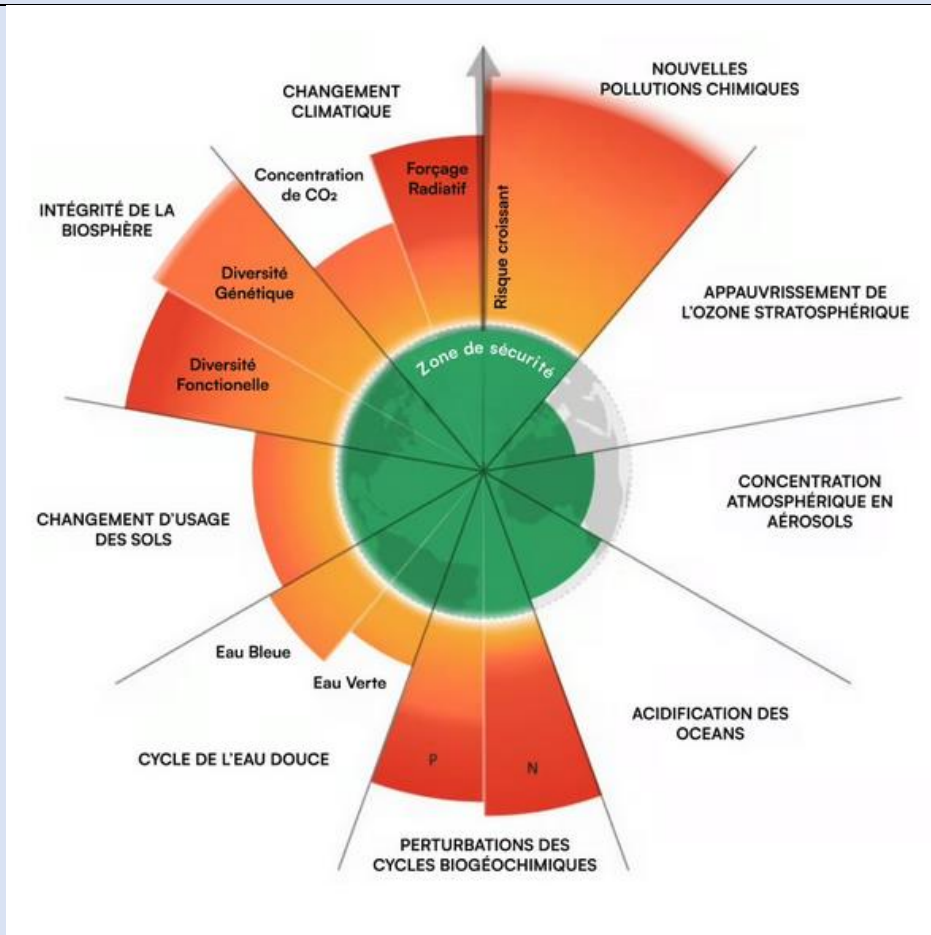 NOUVELLES
POLLUTIONS CHIMIQUES
CHANGEMENT
CLIMATIQUE
Concentration
de CO₂
Forçage
Radiatif
Risque croissant
INTÉGRITÉ DE LA
BIOSPHÈRE
Diversité
Génétique
Diversité
Fonctionelle
APPAUVRISSEMENT DE
L'OZONE STRATOSPHÉRIQUE
Zone de sécurité
CONCENTRATION
ATMOSPHÉRIQUE EN
AÉROSOLS
CHANGEMENT D'USAGE
DES SOLS
Eau Bleue
Eau Verte
ACIDIFICATION DES
OCEANS
CYCLE DE L'EAU DOUCE
P
N
PERTURBATIONS DES
CYCLES BIOGÉOCHIMIQUES